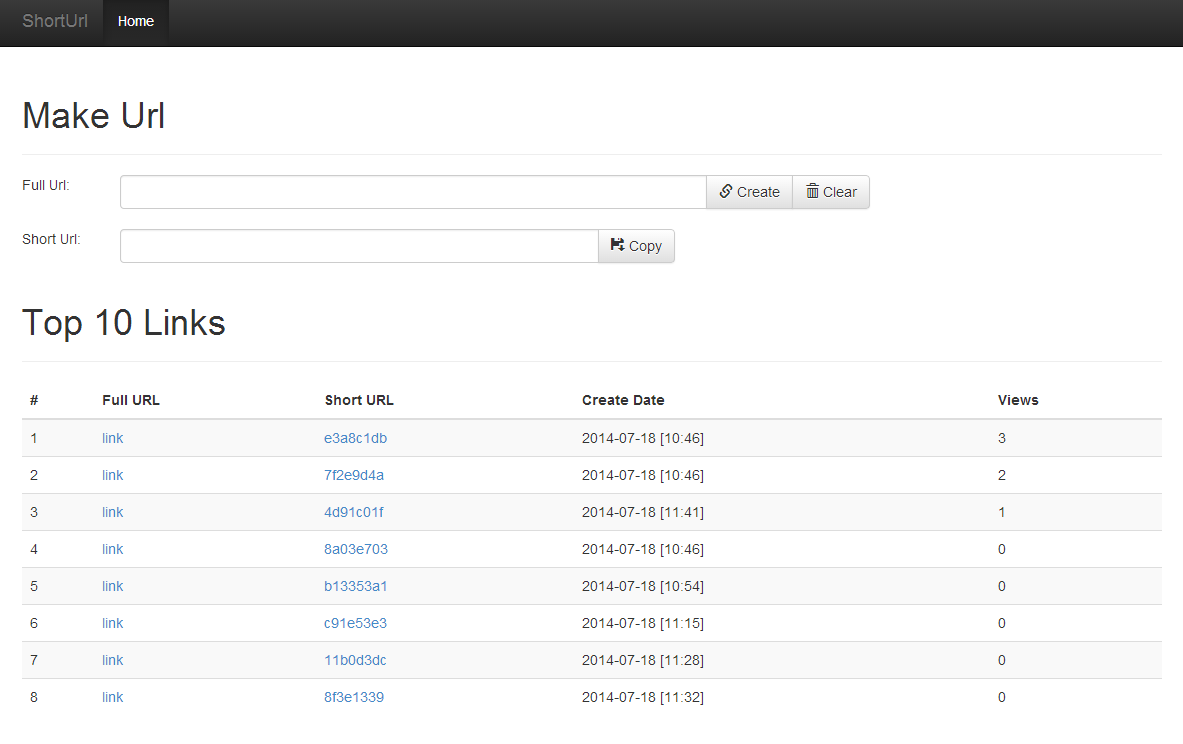 ShortUrl Home
Make Url
Full Url: Create Clear
Short Url: Copy
Top 10 Links
# Full URL Short URL Create Date Views
1 link e3a8c1db 2014-07-18 [10:46] 3
2 link 7f2e9d4a 2014-07-18 [10:46] 2
3 link 4d91c01f 2014-07-18 [11:41] 1
4 link 8a03e703 2014-07-18 [10:46] 0
5 link b13353a1 2014-07-18 [10:54] 0
6 link c91e53e3 2014-07-18 [11:15] 0
7 link 11b0d3dc 2014-07-18 [11:28] 0
8 link 8f3e1339 2014-07-18 [11:32] 0